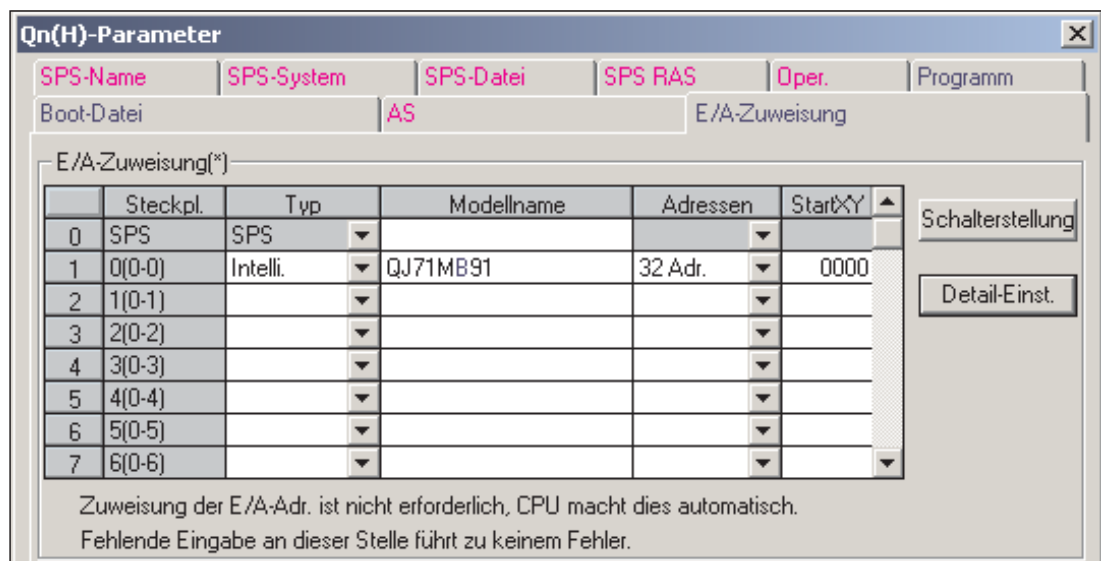 Qn(H)-Parameter
SPS-Name SPS-System SPS-Datei SPS RAS Oper. Programm
Boot-Datei AS E/A-Zuweisung
E/A-Zuweisung(*)
Steckpl. Typ Modellname Adressen StartXY
0 SPS SPS
1 0(0-0) Intelli. QJ71MB91 32 Adr. 0000
2 1(0-1)
3 2(0-2)
4 3(0-3)
5 4(0-4)
6 5(0-5)
7 6(0-6)
Schalterstellung
Detail-Einst.
Zuweisung der E/A-Adr. ist nicht erforderlich, CPU macht dies automatisch.
Fehlende Eingabe an dieser Stelle führt zu keinem Fehler.